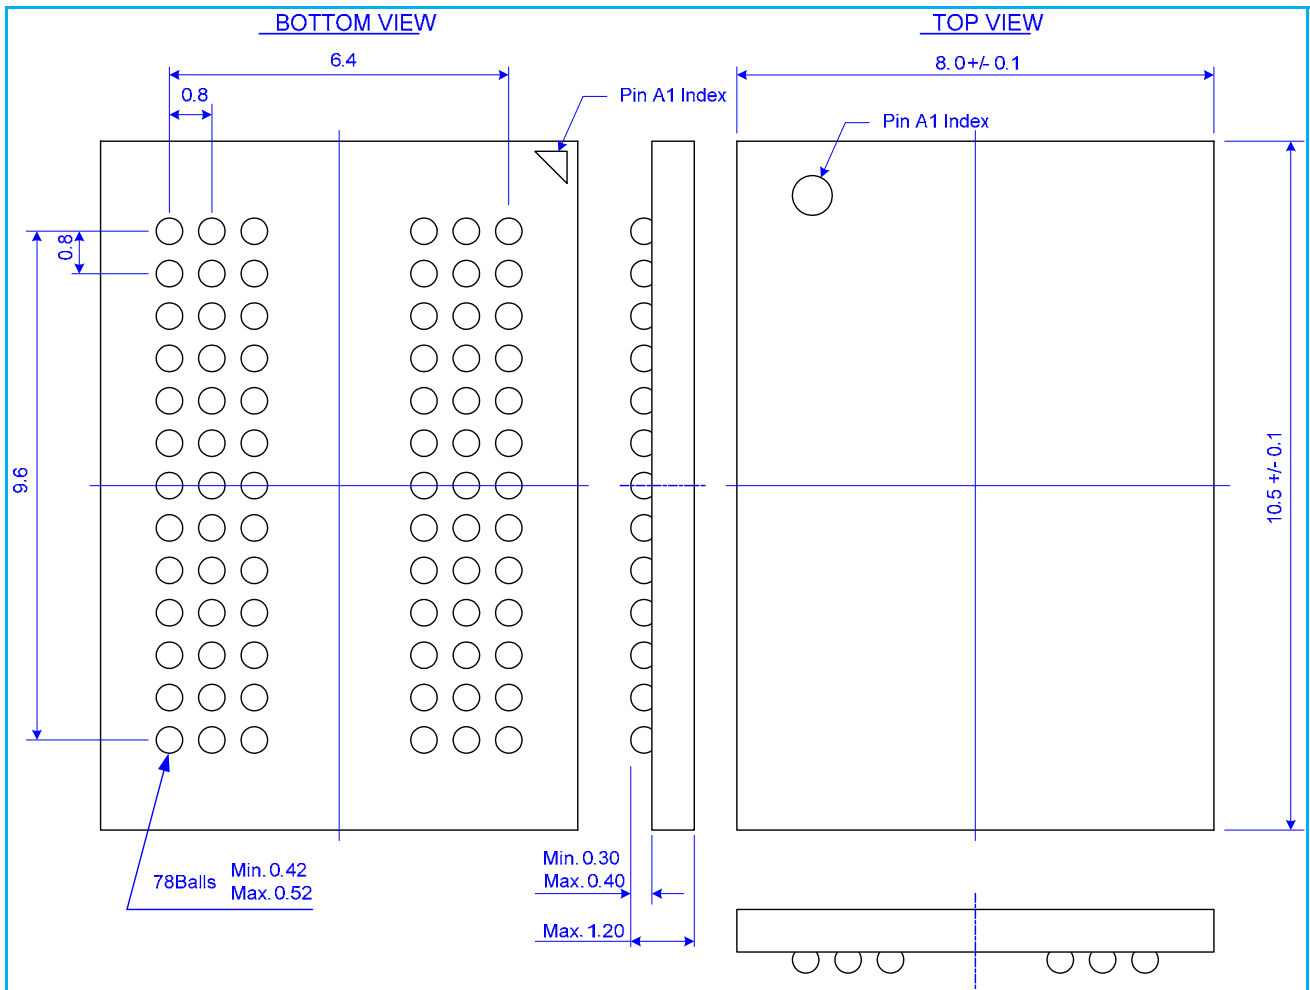 BOTTOM VIEW
TOP VIEW
6.4
8.0+/- 0.1
0.8
Pin A1 Index
Pin A1 Index
0.8
9.6
10.5 +/- 0.1
78Balls
Min. 0.42
Max. 0.52
Min. 0.30
Max. 0.40
Max. 1.20